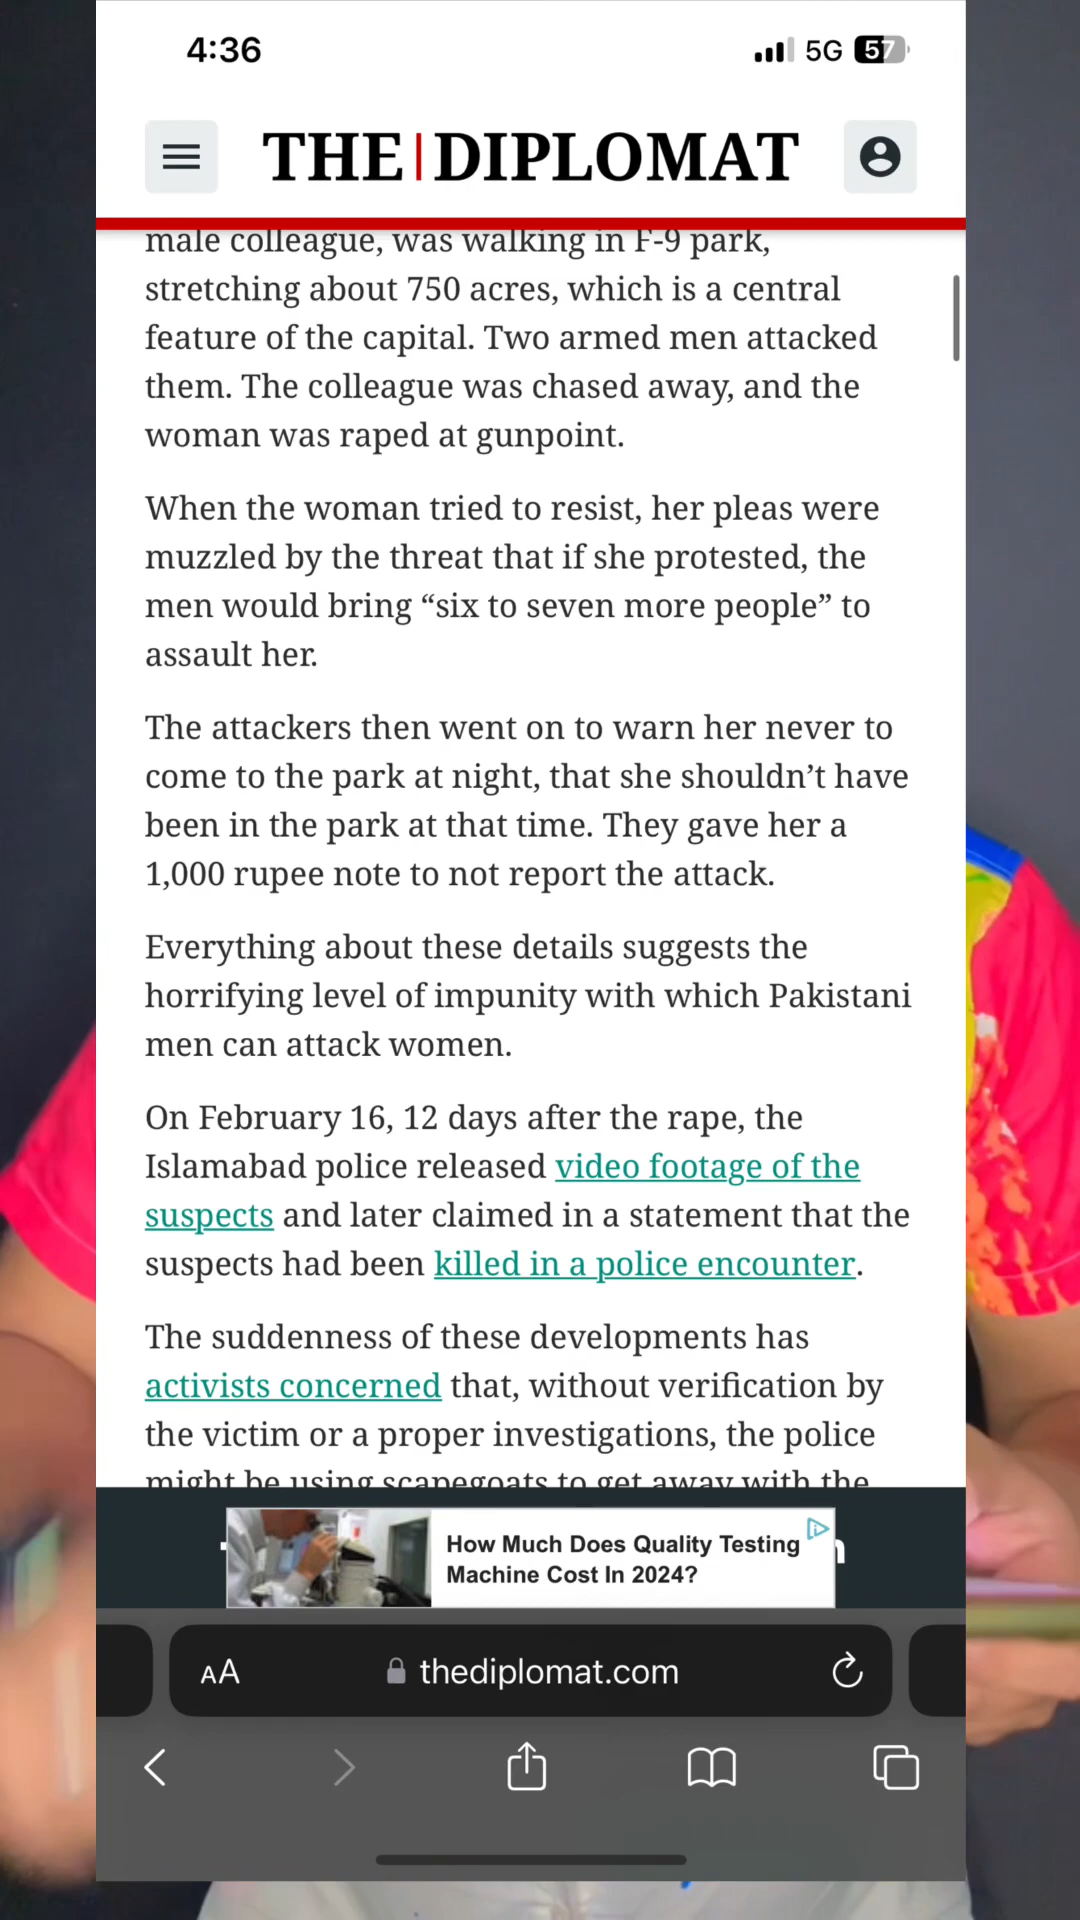 4:36
5G 57
THE|DIPLOMAT
male colleague, was walking in F-9 park,
stretching about 750 acres, which is a central
feature of the capital. Two armed men attacked
them. The colleague was chased away, and the
woman was raped at gunpoint.
When the woman tried to resist, her pleas were
muzzled by the threat that if she protested, the
men would bring “six to seven more people” to
assault her.
The attackers then went on to warn her never to
come to the park at night, that she shouldn’t have
been in the park at that time. They gave her a
1,000 rupee note to not report the attack.
Everything about these details suggests the
horrifying level of impunity with which Pakistani
men can attack women.
On February 16, 12 days after the rape, the
Islamabad police released video footage of the
suspects and later claimed in a statement that the
suspects had been killed in a police encounter.
The suddenness of these developments has
activists concerned that, without verification by
the victim or a proper investigations, the police
might be using scapegoats to get away with the
How Much Does Quality Testing
Machine Cost In 2024?
AA thediplomat.com